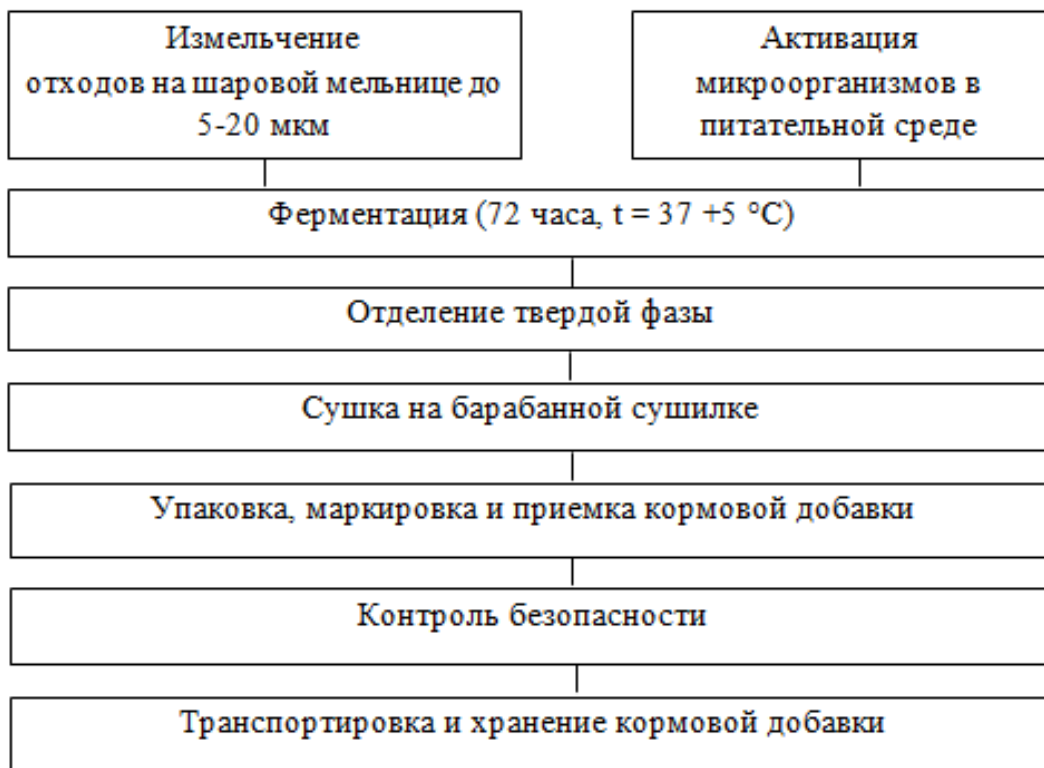 Измельчение
отходов на шаровой мельнице до
5-20 мкм
Активация
микроорганизмов в
питательной среде
Ферментация (72 часа, t = 37 +5 °C)
Отделение твердой фазы
Сушка на барабанной сушилке
Упаковка, маркировка и приемка кормовой добавки
Контроль безопасности
Транспортировка и хранение кормовой добавки